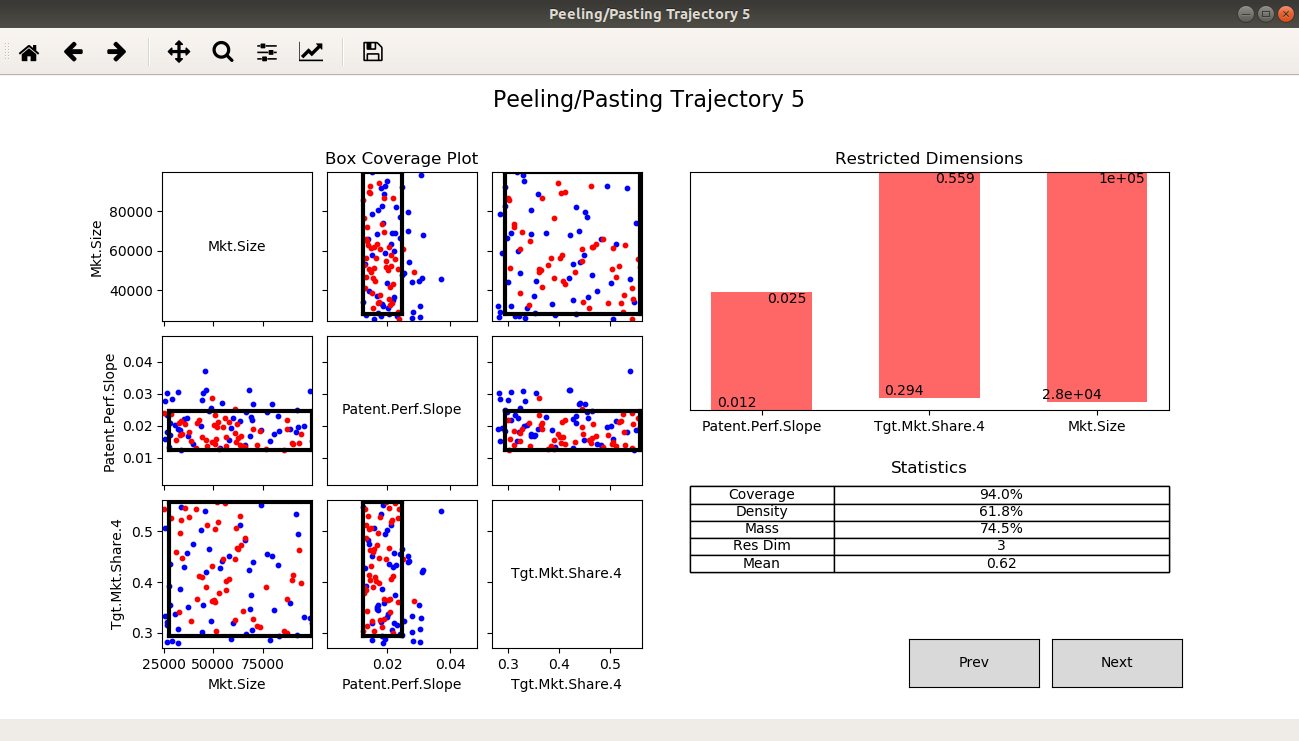 Peeling/Pasting Trajectory 5
Peeling/Pasting Trajectory 5
Box Coverage Plot
Mkt.Size
80000
60000
40000
Mkt.Size
Patent.Perf.Slope
0.04
0.03
0.02
0.01
Patent.Perf.Slope
Tgt.Mkt.Share.4
0.5
0.4
0.3
Tgt.Mkt.Share.4
25000 50000 75000
0.02 0.04
0.3 0.4 0.5
Mkt.Size
Patent.Perf.Slope
Tgt.Mkt.Share.4
Restricted Dimensions
0.559
1e+05
0.025
0.012
0.294
2.8e+04
Patent.Perf.Slope
Tgt.Mkt.Share.4
Mkt.Size
Statistics
Coverage 94.0%
Density 61.8%
Mass 74.5%
Res Dim 3
Mean 0.62
Prev
Next